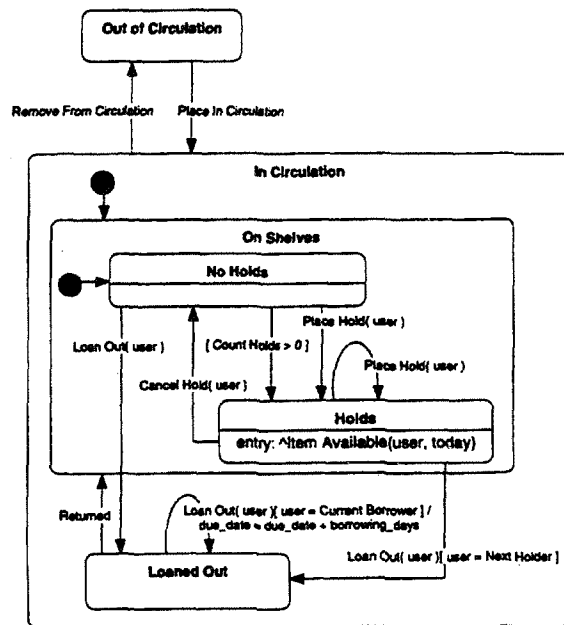 Out of Circulation
Remove From Circulation
Place In Circulation
In Circulation
On Shelves
No Holds
Place Hold( user )
Loan Out( user )
[ Count Holds > 0 ]
Place Hold( user )
Cancel Hold( user )
Holds
entry: ^Item Available(user, today)
Returned
Loan Out( user )[ user = Current Borrower ] /
due_date = due_date + borrowing_days
Loan Out( user )[ user = Next Holder ]
Loaned Out